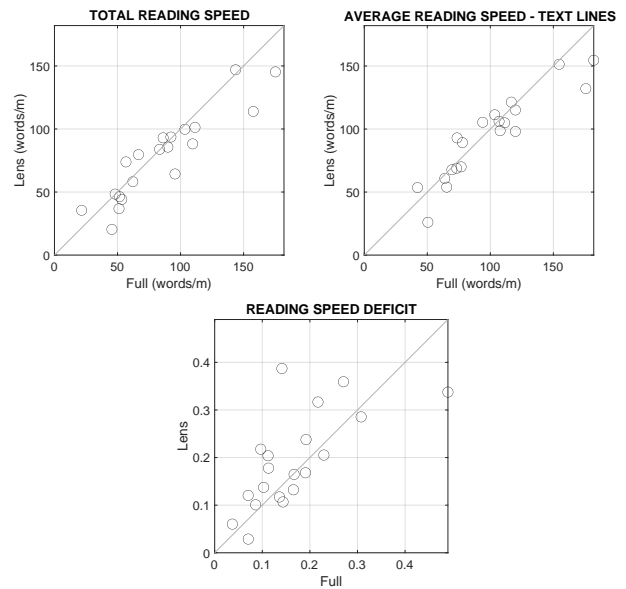 TOTAL READING SPEED
150
100
50
0
Lens (words/m)
0 50 100 150
Full (words/m)
AVERAGE READING SPEED - TEXT LINES
150
100
50
0
Lens (words/m)
0 50 100 150
Full (words/m)
READING SPEED DEFICIT
0.4
0.3
0.2
0.1
0
Lens
0 0.1 0.2 0.3 0.4
Full